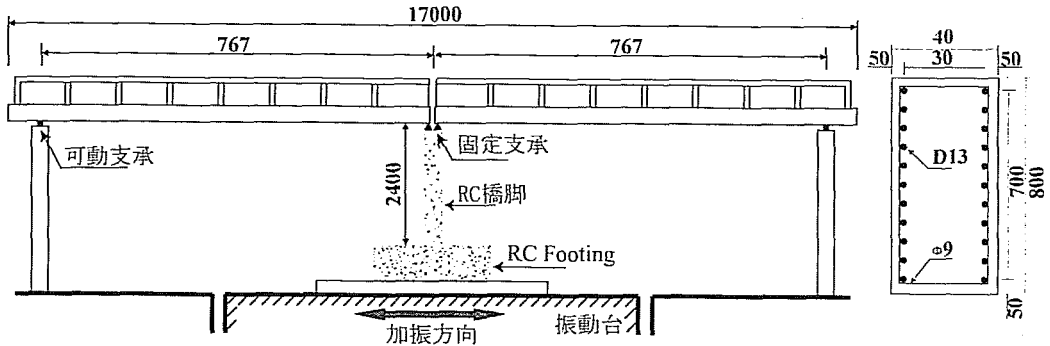 17000
767
767
可動支承
固定支承
2400
RC橋脚
RC Footing
加振方向
振動台
40
50
30
50
D13
700
800
Φ9
50